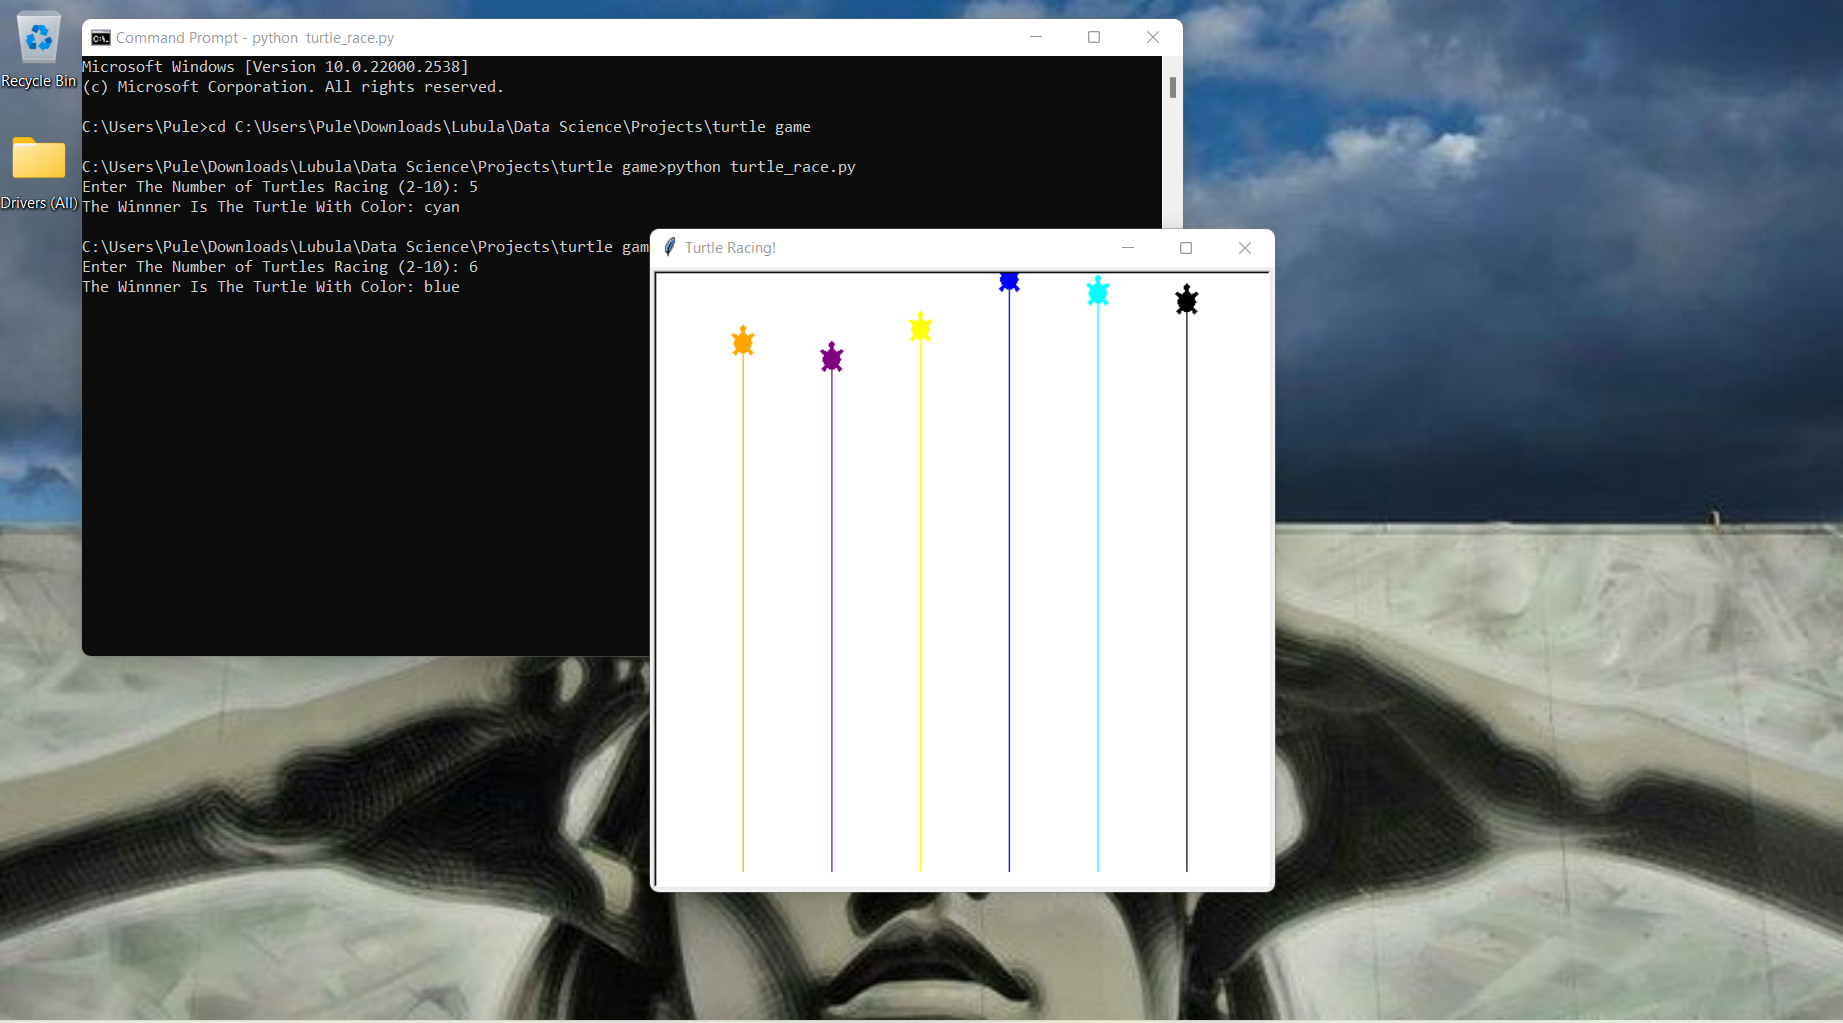 Recycle Bin
Drivers (All)
Command Prompt - python  turtle_race.py
Microsoft Windows [Version 10.0.22000.2538]
(c) Microsoft Corporation. All rights reserved.
C:\Users\Pule>cd C:\Users\Pule\Downloads\Lubula\Data Science\Projects\turtle game
C:\Users\Pule\Downloads\Lubula\Data Science\Projects\turtle game>python turtle_race.py
Enter The Number of Turtles Racing (2-10): 5
The Winnner Is The Turtle With Color: cyan
C:\Users\Pule\Downloads\Lubula\Data Science\Projects\turtle gam
Enter The Number of Turtles Racing (2-10): 6
The Winnner Is The Turtle With Color: blue
Turtle Racing!